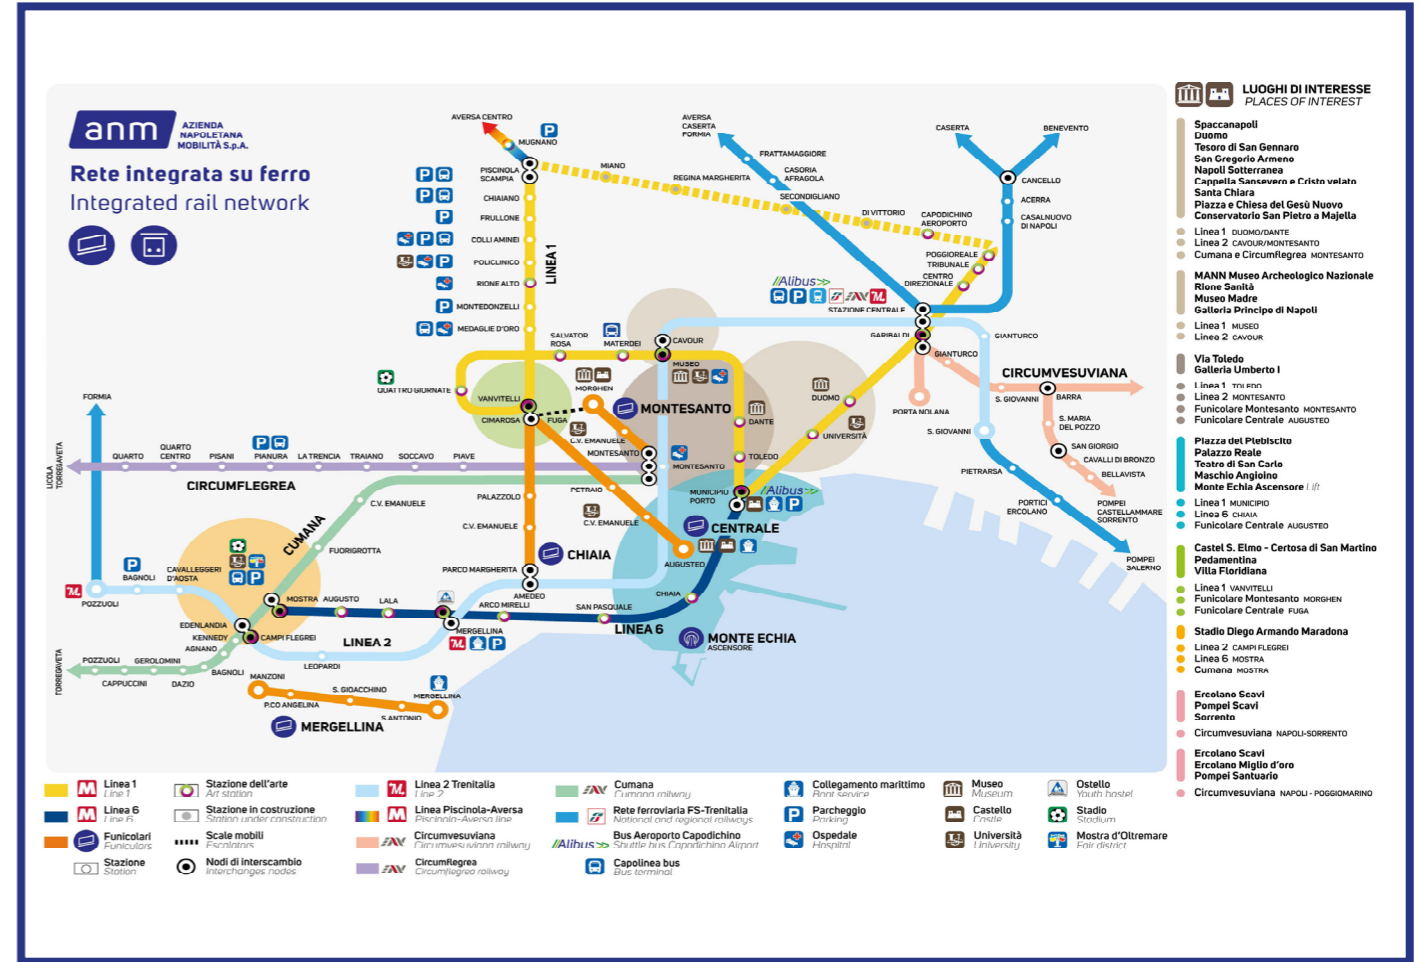 anm
AZIENDA
NAPOLETANA
MOBILITÀ S.p.A.
Rete integrata su ferro
Integrated rail network
AVERSA CENTRO
MUGNANO
PISCINOLA
SCAMPIA
CHIAIANO
FRULLONE
COLLI AMINEI
POLICLINICO
RIONE ALTO
MONTEDONZELLI
MEDAGLIE D'ORO
LINEA 1
MIANO
REGINA MARGHERITA
SECONDIGLIANO
DI VITTORIO
CAPODICHINO
AEROPORTO
POGGIOREALE
TRIBUNALE
CENTRO
DIREZIONALE
AVERSA
CASERTA
FORMIA
FRATTAMAGGIORE
CASORIA
AFRAGOLA
CASERTA
BENEVENTO
CANCELLO
ACERRA
CASALNUOVO
DI NAPOLI
Alibus
STAZIONE CENTRALE
GARIBALDI
GIANTURCO
GIANTURCO
CIRCUMVESUVIANA
S. GIOVANNI
BARRA
PORTA NOLANA
S. MARIA
DEL POZZO
SAN GIORGIO
CAVALLI DI BRONZO
BELLAVISTA
POMPEI
CASTELLAMMARE
SORRENTO
S. GIOVANNI
PIETRARSA
PORTICI
ERCOLANO
POMPEI
SALERNO
SALVATOR
ROSA
MATERDEI
CAVOUR
MUSEO
QUATTRO GIORNATE
VANVITELLI
CIMAROSA
FUGA
MORGHEN
MONTESANTO
C.V. EMANUELE
MONTESANTO
MONTESANTO
DANTE
TOLEDO
DUOMO
UNIVERSITÀ
MUNICIPIO
PORTO
Alibus
CENTRALE
PETRAIO
C.V. EMANUELE
AUGUSTEO
PALAZZOLO
C.V. EMANUELE
CHIAIA
PARCO MARGHERITA
AMEDEO
FORMIA
LICOLA
TORREGAVETA
QUARTO
QUARTO
CENTRO
PISANI
PIANURA
LA TRENCIA
TRAIANO
SOCCAVO
PIAVE
CIRCUMFLEGREA
CUMANA
C.V. EMANUELE
FUORIGROTTA
POZZUOLI
BAGNOLI
CAVALLEGGERI
D'AOSTA
MOSTRA
AUGUSTO
LALA
MERGELLINA
ARCO MIRELLI
SAN PASQUALE
CHIAIA
LINEA 6
LINEA 2
EDENLANDIA
KENNEDY
CAMPI FLEGREI
AGNANO
BAGNOLI
LEOPARDI
TORREGAVETA
POZZUOLI
CAPPUCCINI
GEROLOMINI
DAZIO
MANZONI
P.CO ANGELINA
S. GIOACCHINO
S.ANTONIO
MERGELLINA
MERGELLINA
MONTE ECHIA
ASCENSORE
LUOGHI DI INTERESSE
PLACES OF INTEREST
Spaccanapoli
Duomo
Tesoro di San Gennaro
San Gregorio Armeno
Napoli Sotterranea
Cappella Sansevero e Cristo velato
Santa Chiara
Piazza e Chiesa del Gesù Nuovo
Conservatorio San Pietro a Majella
Linea 1 DUOMO/DANTE
Linea 2 CAVOUR/MONTESANTO
Cumana e Circumflegrea MONTESANTO
MANN Museo Archeologico Nazionale
Rione Sanità
Museo Madre
Galleria Principe di Napoli
Linea 1 MUSEO
Linea 2 CAVOUR
Via Toledo
Galleria Umberto I
Linea 1 TOLEDO
Linea 2 MONTESANTO
Funicolare Montesanto MONTESANTO
Funicolare Centrale AUGUSTEO
Piazza del Plebiscito
Palazzo Reale
Teatro di San Carlo
Maschio Angioino
Monte Echia Ascensore Lift
Linea 1 MUNICIPIO
Linea 6 CHIAIA
Funicolare Centrale AUGUSTEO
Castel S. Elmo - Certosa di San Martino
Pedamentina
Villa Floridiana
Linea 1 VANVITELLI
Funicolare Montesanto MORGHEN
Funicolare Centrale FUGA
Stadio Diego Armando Maradona
Linea 2 CAMPI FLEGREI
Linea 6 MOSTRA
Cumana MOSTRA
Ercolano Scavi
Pompei Scavi
Sorrento
Circumvesuviana NAPOLI-SORRENTO
Ercolano Scavi
Ercolano Miglio d'oro
Pompei Santuario
Circumvesuviana NAPOLI - POGGIOMARINO
Linea 1
Line 1
Linea 6
Line 6
Funicolari
Funiculars
Stazione
Station
Stazione dell'arte
Art station
Stazione in costruzione
Station under construction
Scale mobili
Escalators
Nodi di interscambio
Interchanges nodes
Linea 2 Trenitalia
Line 2
Linea Piscinola-Aversa
Piscinola-Aversa line
Circumvesuviana
Circumvesuviana railway
Circumflegrea
Circumflegrea railway
Cumana
Cumana railway
Rete ferroviaria FS-Trenitalia
National and regional railways
Alibus
Bus Aeroporto Capodichino
Shuttle bus Capodichino Airport
Capolinea bus
Bus terminal
Collegamento marittimo
Boat service
Parcheggio
Parking
Ospedale
Hospital
Museo
Museum
Castello
Castle
Università
University
Ostello
Youth hostel
Stadio
Stadium
Mostra d'Oltremare
Fair district